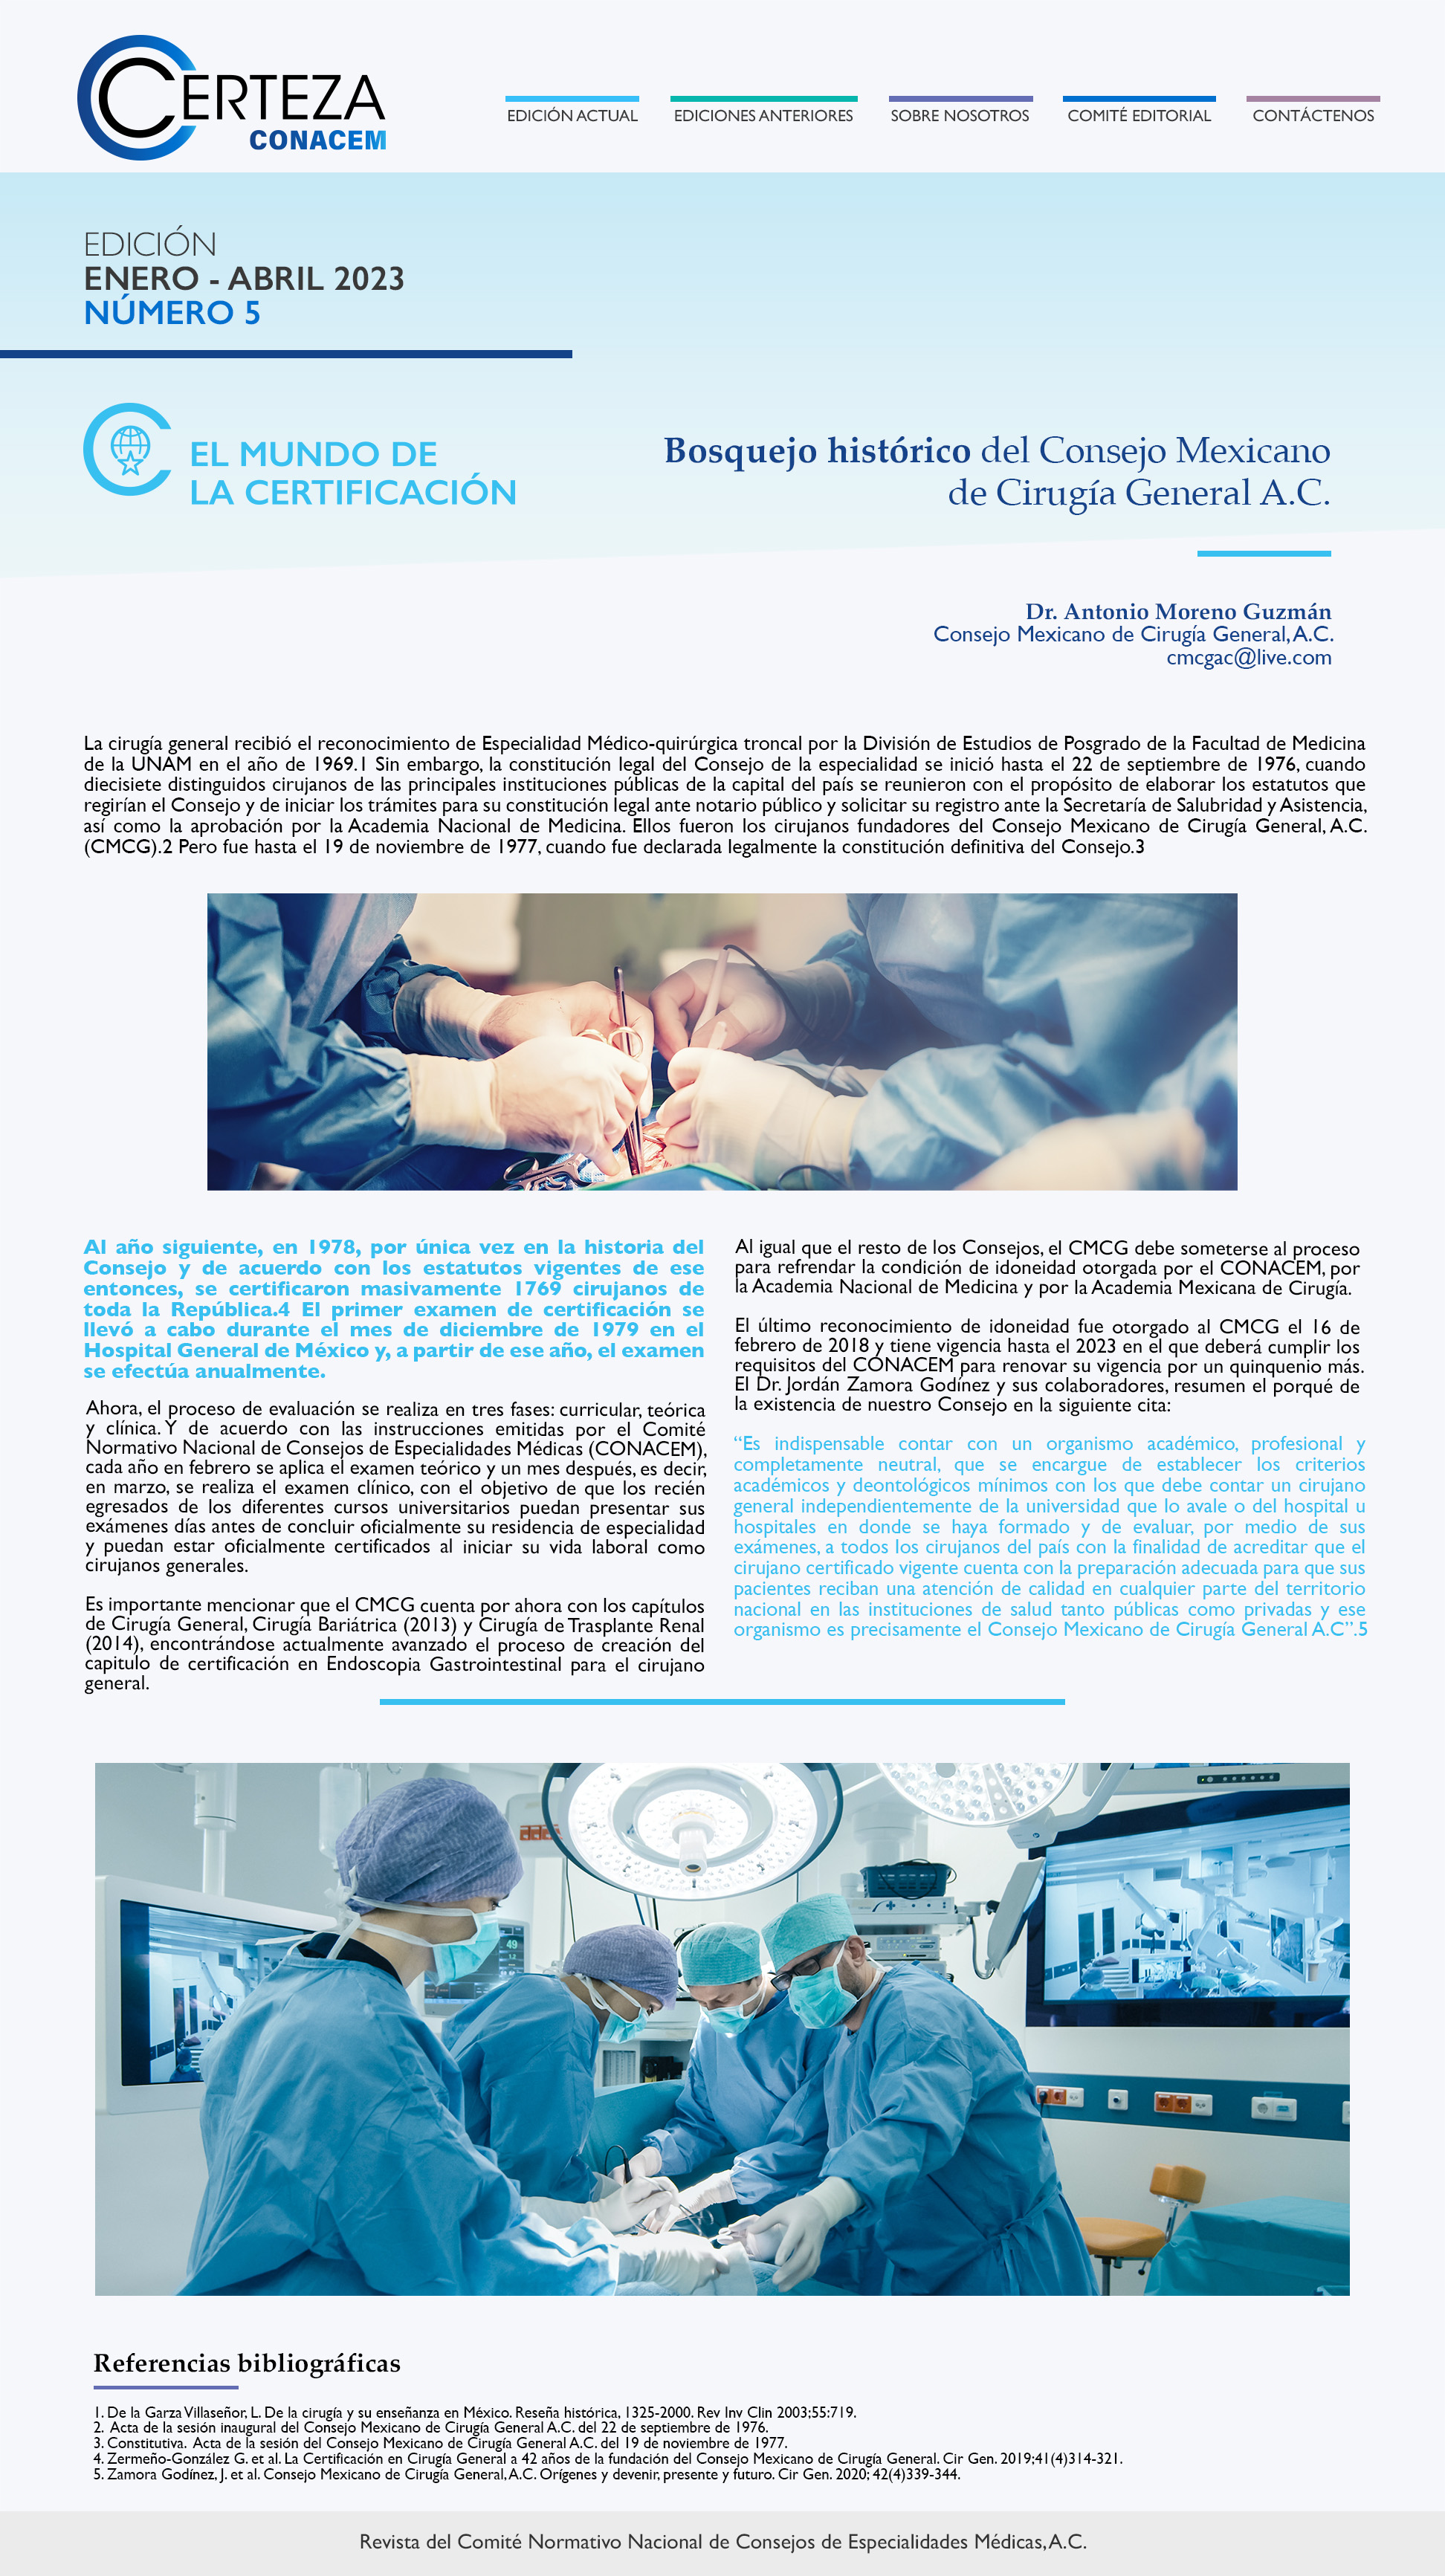 CERTEZA
CONACEM
EDICIÓN ACTUAL
EDICIONES ANTERIORES
SOBRE NOSOTROS
COMITÉ EDITORIAL
CONTÁCTENOS
EDICIÓN
ENERO - ABRIL 2023
NÚMERO 5
EL MUNDO DE
LA CERTIFICACIÓN
Bosquejo histórico del Consejo Mexicano
de Cirugía General A.C.
Dr. Antonio Moreno Guzmán
Consejo Mexicano de Cirugía General, A.C.
cmcgac@live.com
La cirugía general recibió el reconocimiento de Especialidad Médico-quirúrgica troncal por la División de Estudios de Posgrado de la Facultad de Medicina
de la UNAM en el año de 1969.1 Sin embargo, la constitución legal del Consejo de la especialidad se inició hasta el 22 de septiembre de 1976, cuando
diecisiete distinguidos cirujanos de las principales instituciones públicas de la capital del país se reunieron con el propósito de elaborar los estatutos que
regirían el Consejo y de iniciar los trámites para su constitución legal ante notario público y solicitar su registro ante la Secretaría de Salubridad y Asistencia,
así como la aprobación por la Academia Nacional de Medicina. Ellos fueron los cirujanos fundadores del Consejo Mexicano de Cirugía General, A.C.
(CMCG).2 Pero fue hasta el 19 de noviembre de 1977, cuando fue declarada legalmente la constitución definitiva del Consejo.3
Al año siguiente, en 1978, por única vez en la historia del
Consejo y de acuerdo con los estatutos vigentes de ese
entonces, se certificaron masivamente 1769 cirujanos de
toda la República.4 El primer examen de certificación se
llevó a cabo durante el mes de diciembre de 1979 en el
Hospital General de México y, a partir de ese año, el examen
se efectúa anualmente.
Ahora, el proceso de evaluación se realiza en tres fases: curricular, teórica
y clínica. Y de acuerdo con las instrucciones emitidas por el Comité
Normativo Nacional de Consejos de Especialidades Médicas (CONACEM),
cada año en febrero se aplica el examen teórico y un mes después, es decir,
en marzo, se realiza el examen clínico, con el objetivo de que los recién
egresados de los diferentes cursos universitarios puedan presentar sus
exámenes días antes de concluir oficialmente su residencia de especialidad
y puedan estar oficialmente certificados al iniciar su vida laboral como
cirujanos generales.
Es importante mencionar que el CMCG cuenta por ahora con los capítulos
de Cirugía General, Cirugía Bariátrica (2013) y Cirugía de Trasplante Renal
(2014), encontrándose actualmente avanzado el proceso de creación del
capitulo de certificación en Endoscopia Gastrointestinal para el cirujano
general.
Al igual que el resto de los Consejos, el CMCG debe someterse al proceso
para refrendar la condición de idoneidad otorgada por el CONACEM, por
la Academia Nacional de Medicina y por la Academia Mexicana de Cirugía.
El último reconocimiento de idoneidad fue otorgado al CMCG el 16 de
febrero de 2018 y tiene vigencia hasta el 2023 en el que deberá cumplir los
requisitos del CONACEM para renovar su vigencia por un quinquenio más.
El Dr. Jordán Zamora Godínez y sus colaboradores, resumen el porqué de
la existencia de nuestro Consejo en la siguiente cita:
“Es indispensable contar con un organismo académico, profesional y
completamente neutral, que se encargue de establecer los criterios
académicos y deontológicos mínimos con los que debe contar un cirujano
general independientemente de la universidad que lo avale o del hospital u
hospitales en donde se haya formado y de evaluar, por medio de sus
exámenes, a todos los cirujanos del país con la finalidad de acreditar que el
cirujano certificado vigente cuenta con la preparación adecuada para que sus
pacientes reciban una atención de calidad en cualquier parte del territorio
nacional en las instituciones de salud tanto públicas como privadas y ese
organismo es precisamente el Consejo Mexicano de Cirugía General A.C”.5
49
Referencias bibliográficas
1. De la Garza Villaseñor, L. De la cirugía y su enseñanza en México. Reseña histórica, 1325-2000. Rev Inv Clin 2003;55:719.
2. Acta de la sesión inaugural del Consejo Mexicano de Cirugía General A.C. del 22 de septiembre de 1976.
3. Constitutiva. Acta de la sesión del Consejo Mexicano de Cirugía General A.C. del 19 de noviembre de 1977.
4. Zermeño-González G. et al. La Certificación en Cirugía General a 42 años de la fundación del Consejo Mexicano de Cirugía General. Cir Gen. 2019;41(4)314-321.
5. Zamora Godínez, J. et al. Consejo Mexicano de Cirugía General, A.C. Orígenes y devenir, presente y futuro. Cir Gen. 2020; 42(4)339-344.
Revista del Comité Normativo Nacional de Consejos de Especialidades Médicas, A.C.